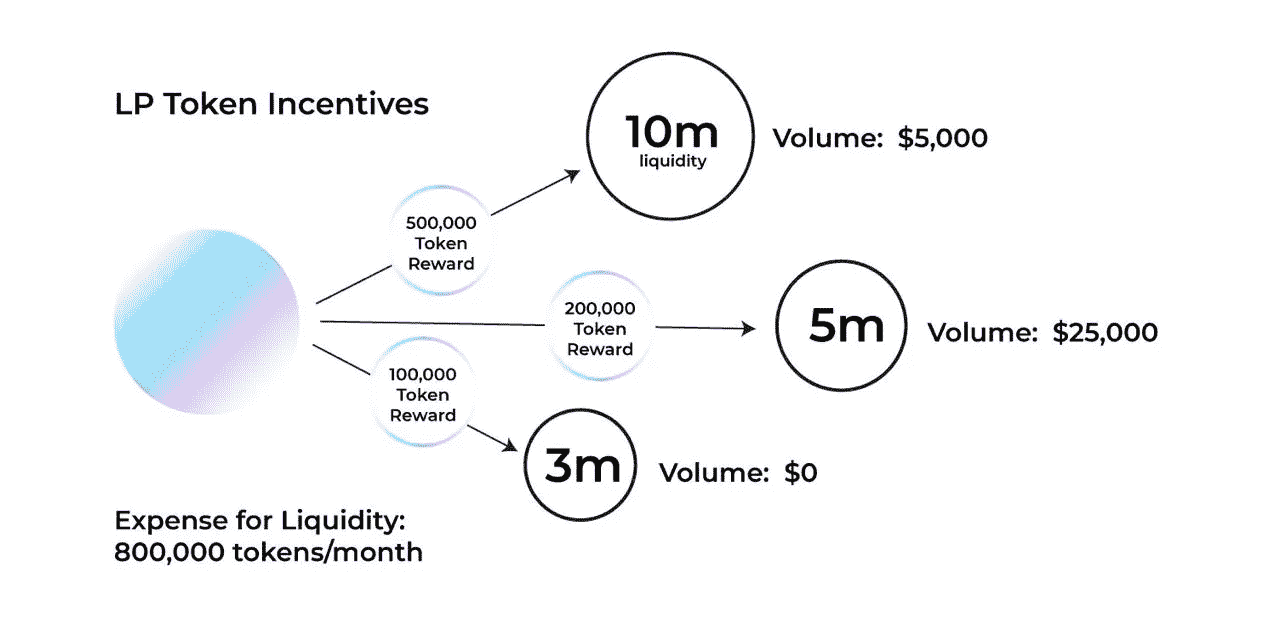 LP Token Incentives
10m
liquidity
Volume: $5,000
500,000
Token
Reward
200,000
Token
Reward
5m
Volume: $25,000
100,000
Token
Reward
3m
Volume: $0
Expense for Liquidity:
800,000 tokens/month